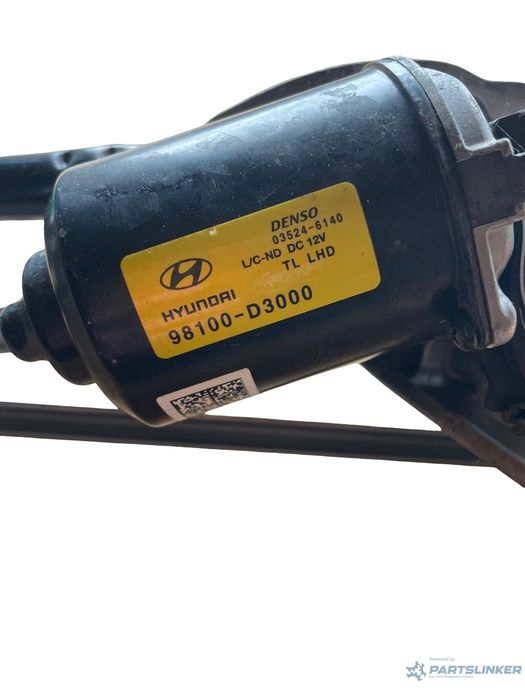 DENSO
03524-6140
L/C-ND DC 12V
TL LHD
HYUNDAI
98100-D3000
Powered by
PARTSLINKER